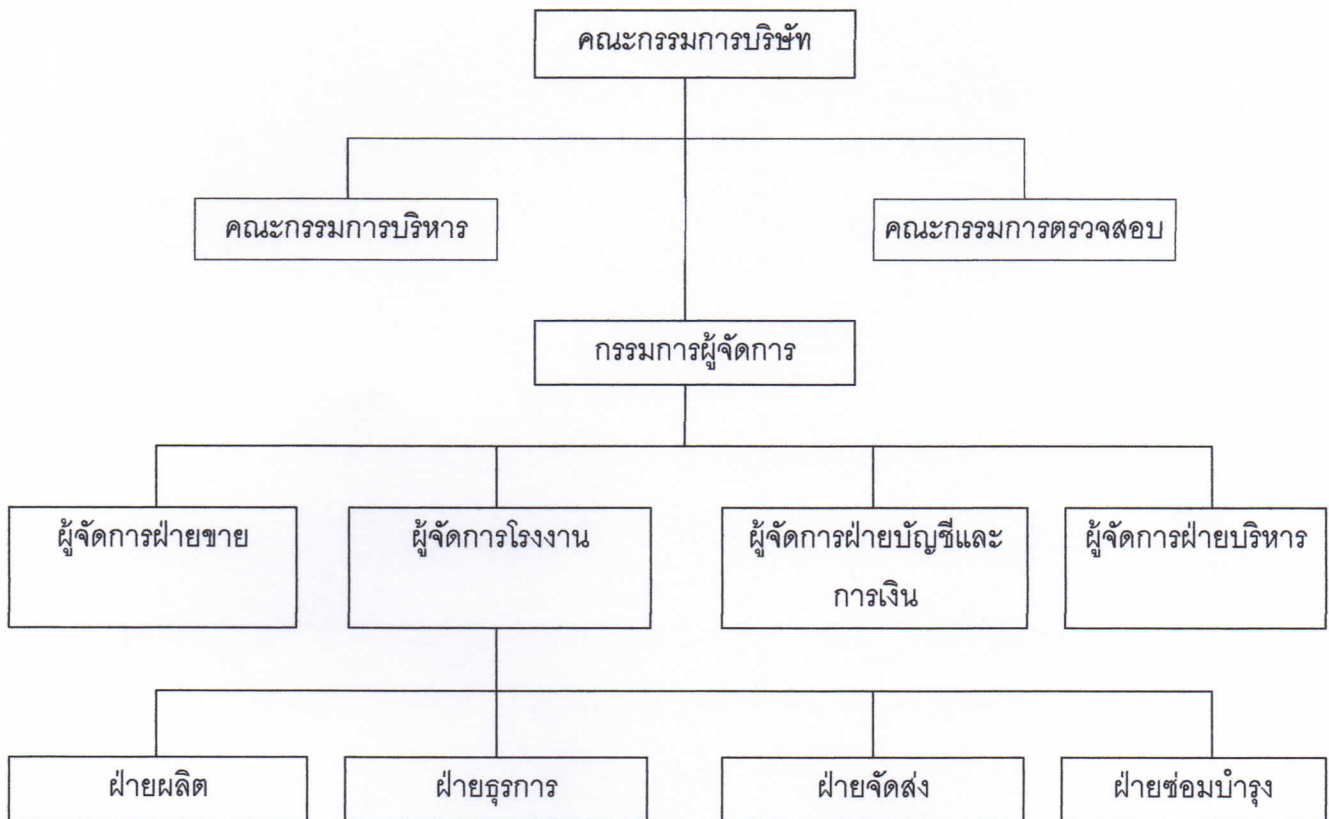 คณะกรรมการบริษัท
คณะกรรมการบริหาร
คณะกรรมการตรวจสอบ
กรรมการผู้จัดการ
ผู้จัดการฝ่ายขาย
ผู้จัดการโรงงาน
ผู้จัดการฝ่ายบัญชีและ
การเงิน
ผู้จัดการฝ่ายบริหาร
ฝ่ายผลิต
ฝ่ายธุรการ
ฝ่ายจัดส่ง
ฝ่ายซ่อมบำรุง